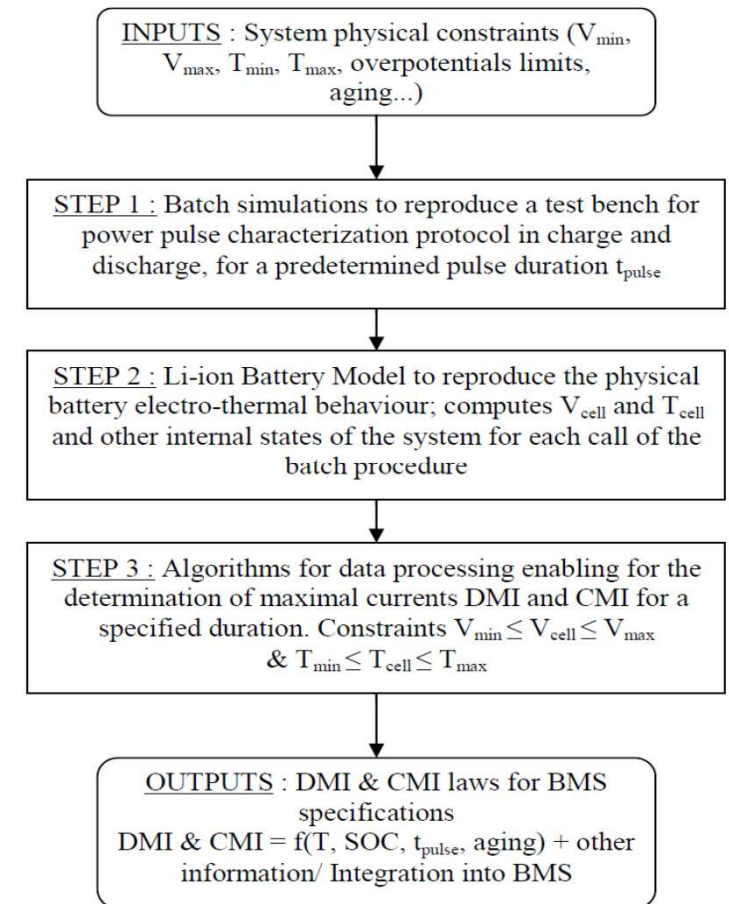 INPUTS : System physical constraints (Vmin,
Vmax, Tmin, Tmax, overpotentials limits,
aging...)
STEP 1 : Batch simulations to reproduce a test bench for
power pulse characterization protocol in charge and
discharge, for a predetermined pulse duration tpulse
STEP 2 : Li-ion Battery Model to reproduce the physical
battery electro-thermal behaviour; computes Vcell and Tcell
and other internal states of the system for each call of the
batch procedure
STEP 3 : Algorithms for data processing enabling for the
determination of maximal currents DMI and CMI for a
specified duration. Constraints Vmin ≤ Vcell ≤ Vmax
& Tmin ≤ Tcell ≤ Tmax
OUTPUTS : DMI & CMI laws for BMS
specifications
DMI & CMI = f(T, SOC, tpulse, aging) + other
information/ Integration into BMS